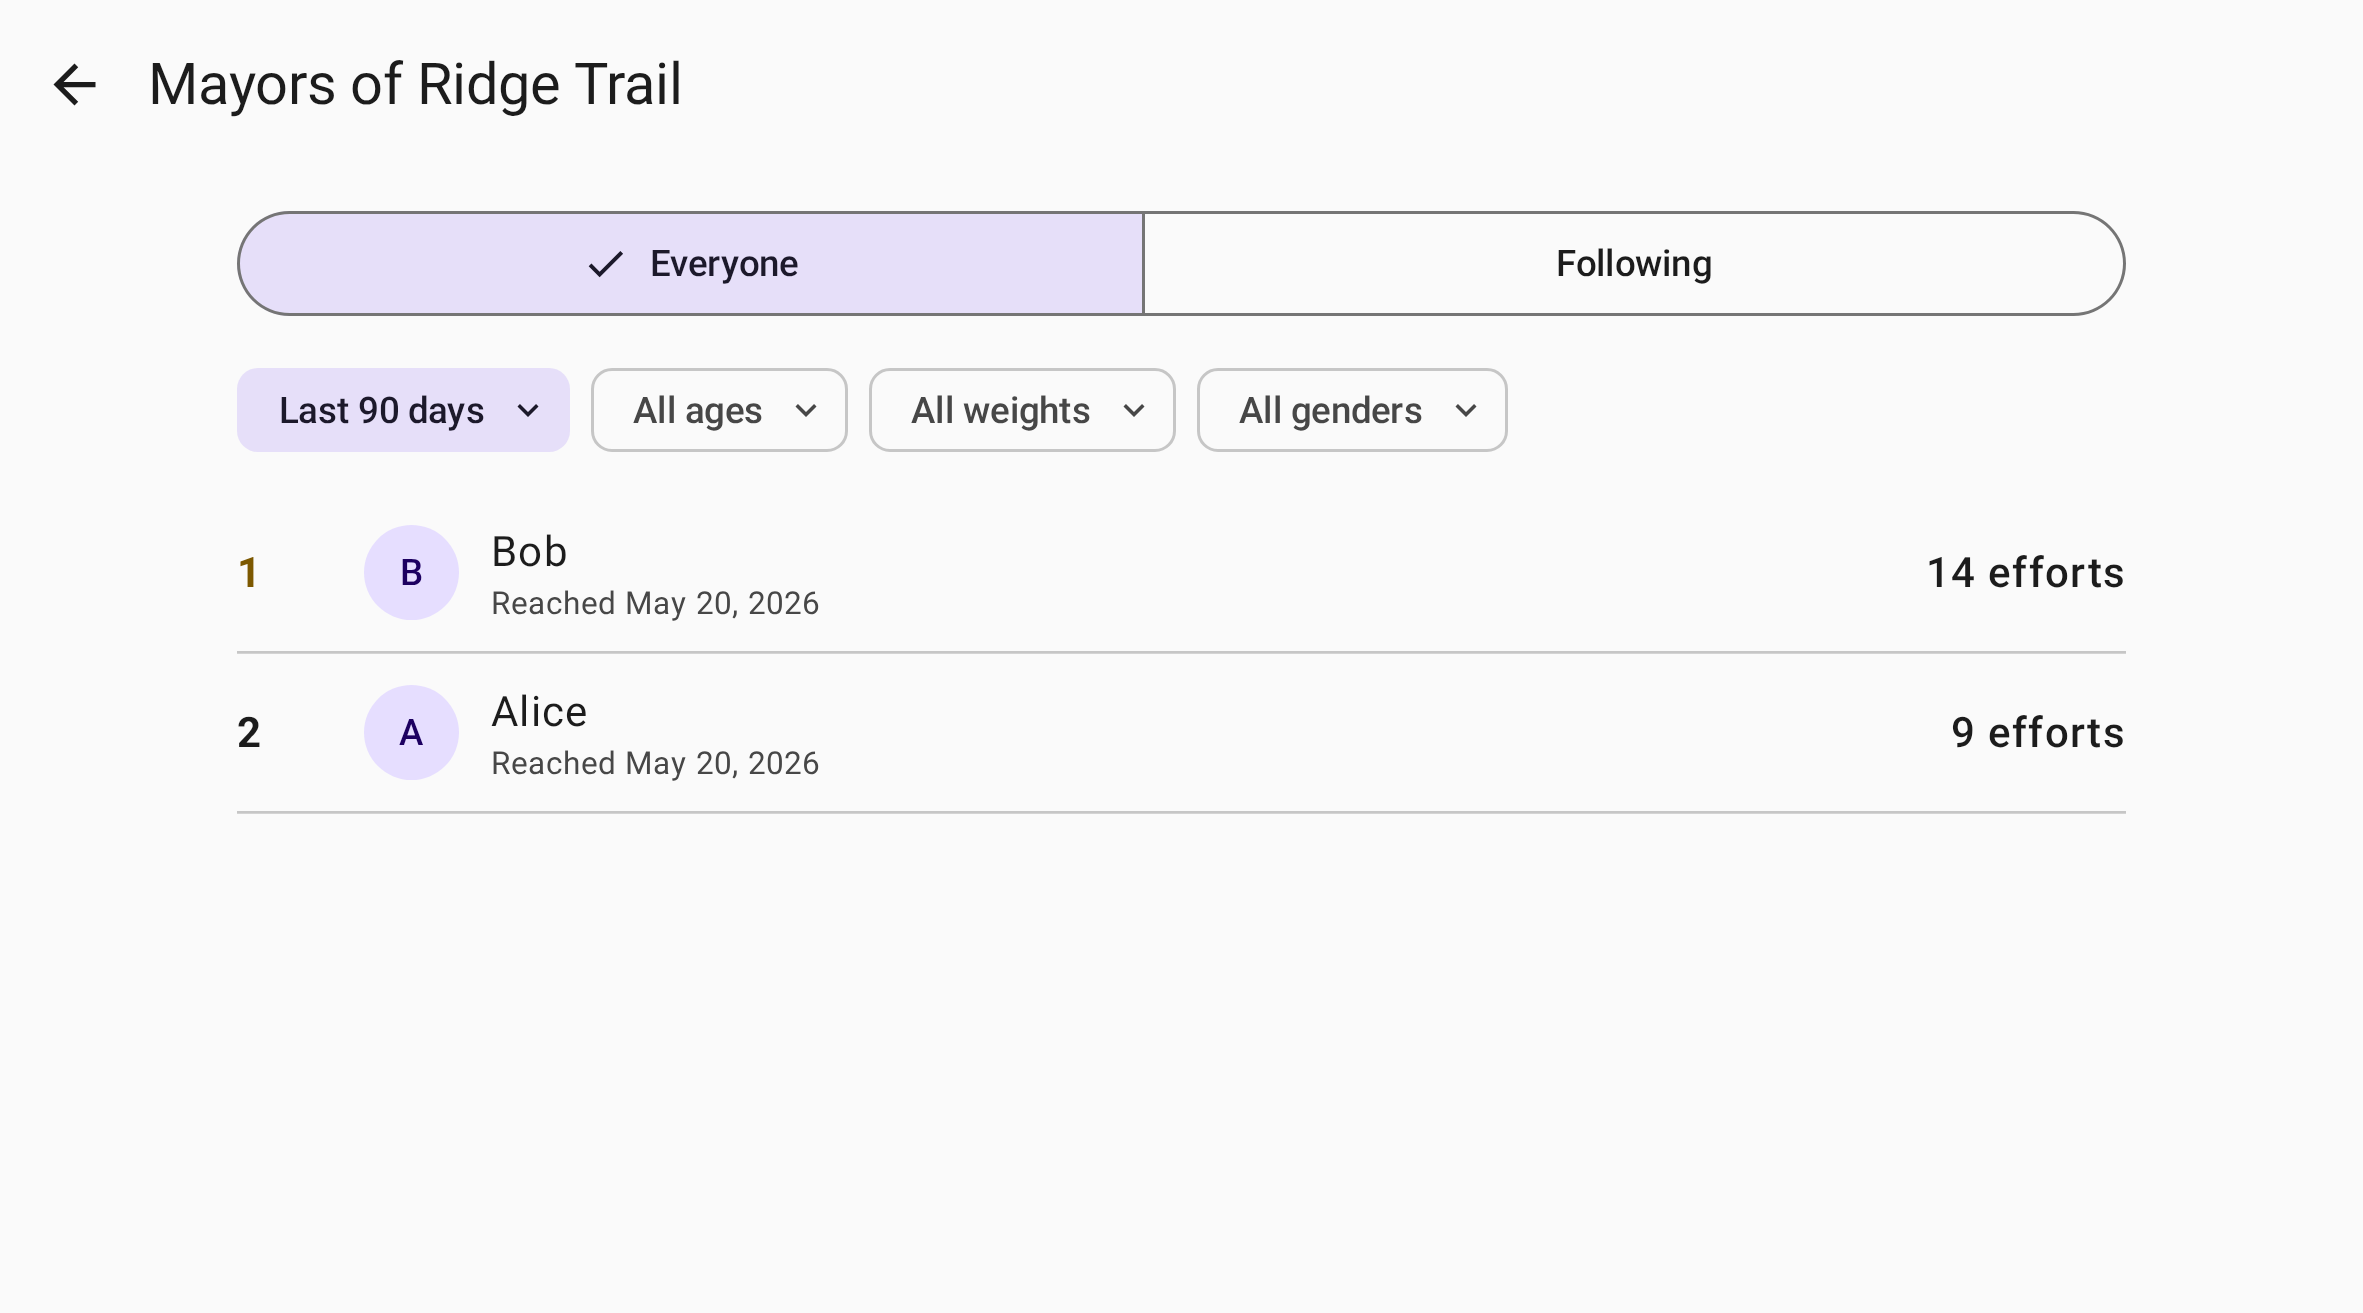 Mayors of Ridge Trail
Everyone
Following
Last 90 days
All ages
All weights
All genders
1
B
Bob
Reached May 20, 2026
14 efforts
2
A
Alice
Reached May 20, 2026
9 efforts